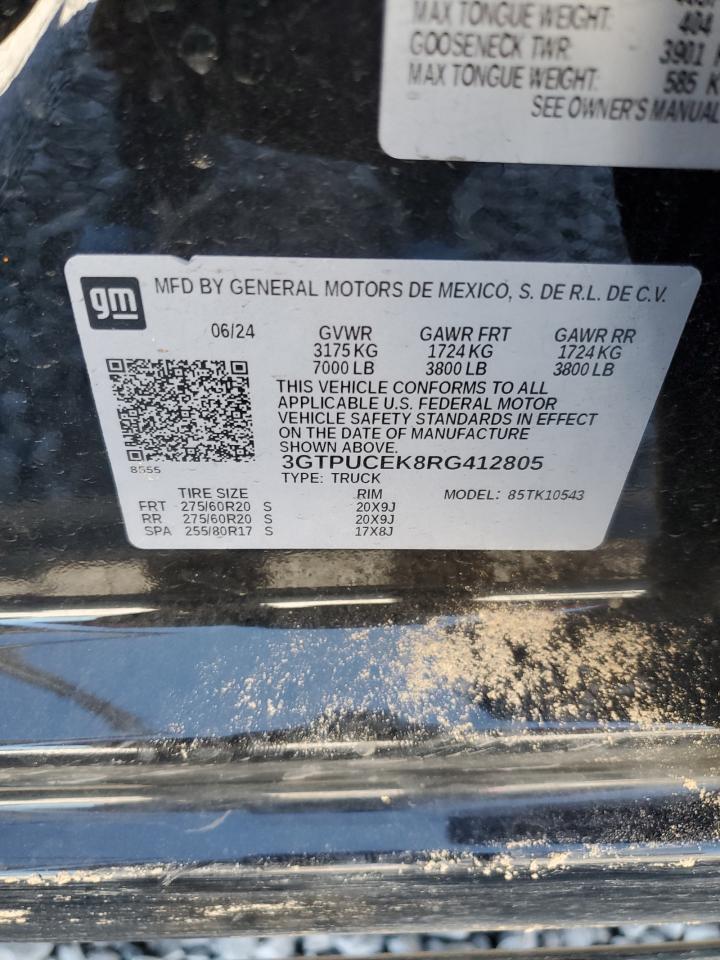 MAX TONGUE WEIGHT: 404
GOOSENECK TWR: 3901
MAX TONGUE WEIGHT: 585 K
SEE OWNER'S MANUAL
gm
MFD BY GENERAL MOTORS DE MEXICO, S. DE R.L. DE C.V.
06/24 GVWR GAWR FRT GAWR RR
3175 KG 1724 KG 1724 KG
7000 LB 3800 LB 3800 LB
THIS VEHICLE CONFORMS TO ALL
APPLICABLE U.S. FEDERAL MOTOR
VEHICLE SAFETY STANDARDS IN EFFECT
ON THE DATE OF MANUFACTURE
SHOWN ABOVE.
8555 3GTPUCEK8RG412805
TYPE: TRUCK
TIRE SIZE RIM MODEL: 85TK10543
FRT 275/60R20 S 20X9J
RR 275/60R20 S 20X9J
SPA 255/80R17 S 17X8J